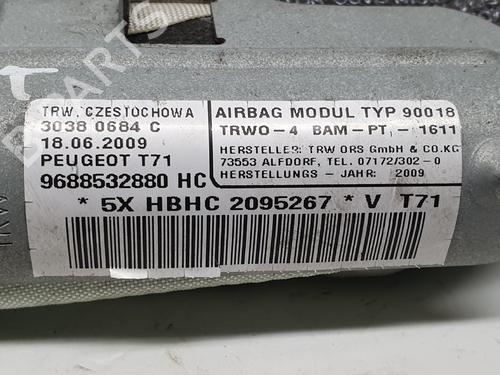 TRW. CZESTOCHOWA
3038 0684 C
18.06.2009
PEUGEOT T71
9688532880 HC
AIRBAG MODUL TYP 90018
TRWO-4 BAM-PT - 1611
HERSTELLER: TRW ORS GmbH & CO.KG
73553 ALFDORF, TEL. 07172/302-0
HERSTELLUNGS - JAHR: 2009
* 5X HBHC 2095267 * V T71